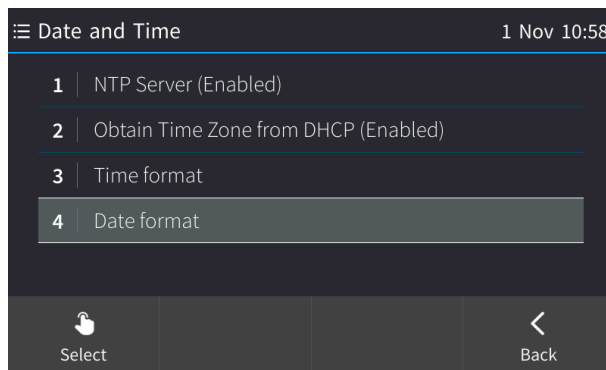 Date and Time 1 Nov 10:58
1 NTP Server (Enabled)
2 Obtain Time Zone from DHCP (Enabled)
3 Time format
4 Date format
Select Back